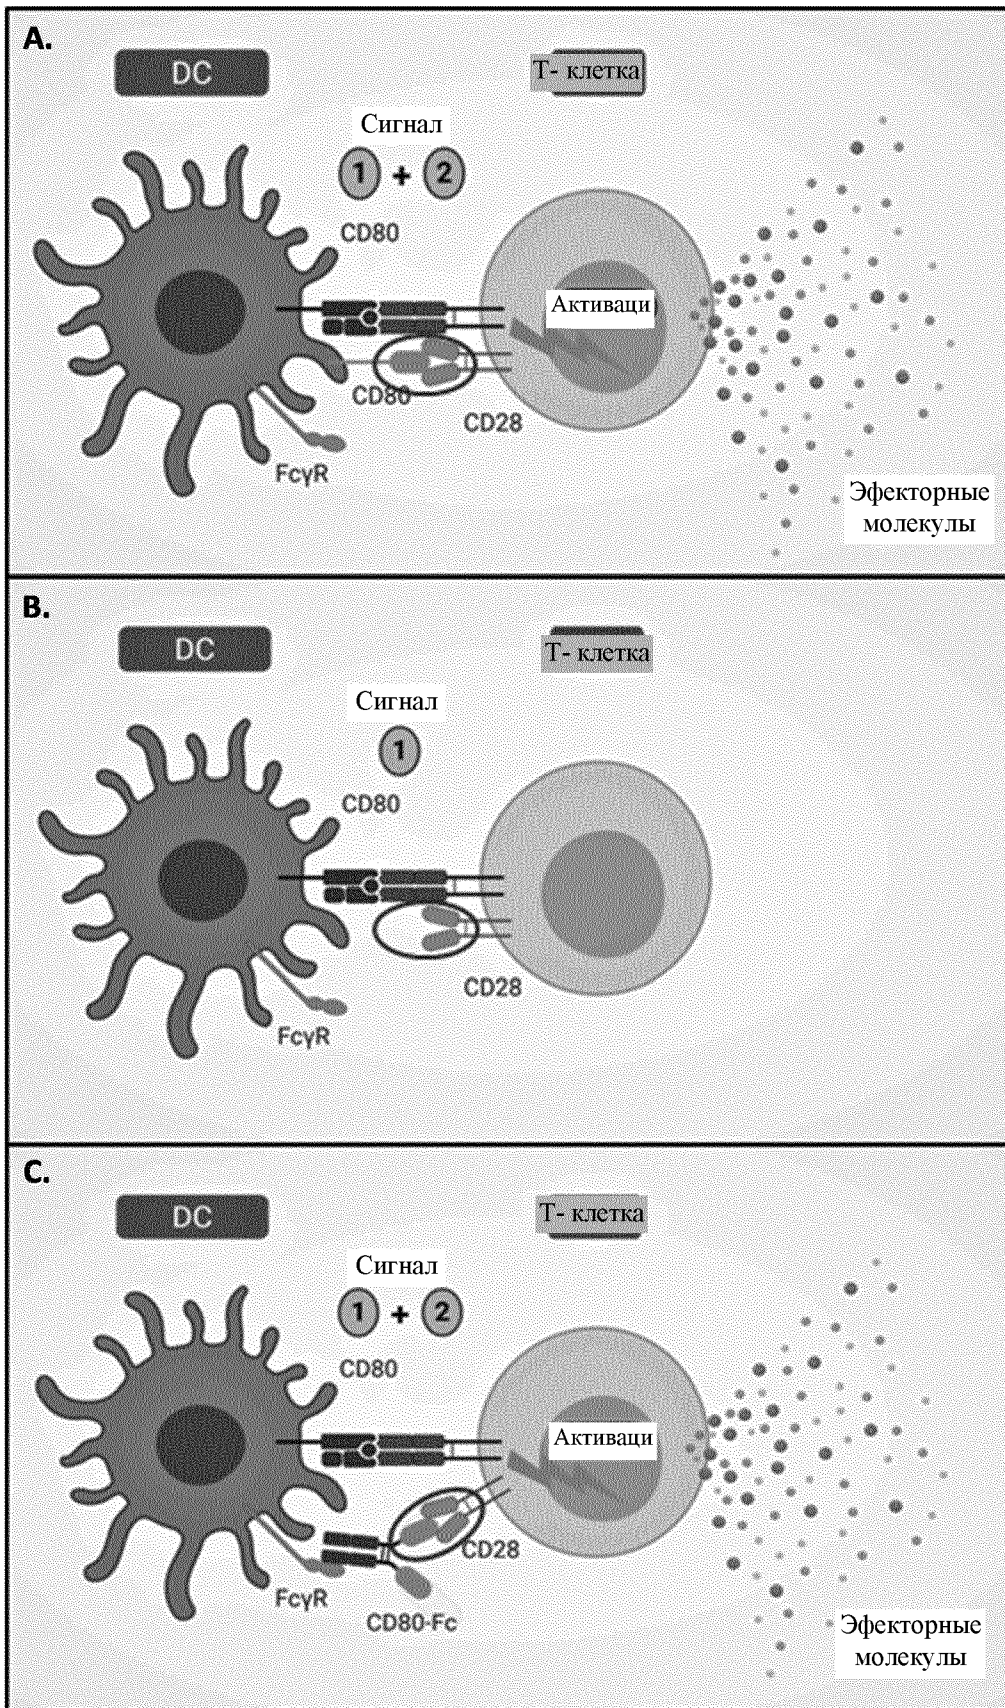 A.
DC
Т- клетка
Сигнал
1 + 2
CD80
Активаци
CD80
CD28
FcγR
Эфекторные
молекулы
B.
DC
Т- клетка
Сигнал
1
CD80
CD28
FcγR
C.
DC
Т- клетка
Сигнал
1 + 2
CD80
Активаци
CD28
FcγR
CD80-Fc
Эфекторные
молекулы